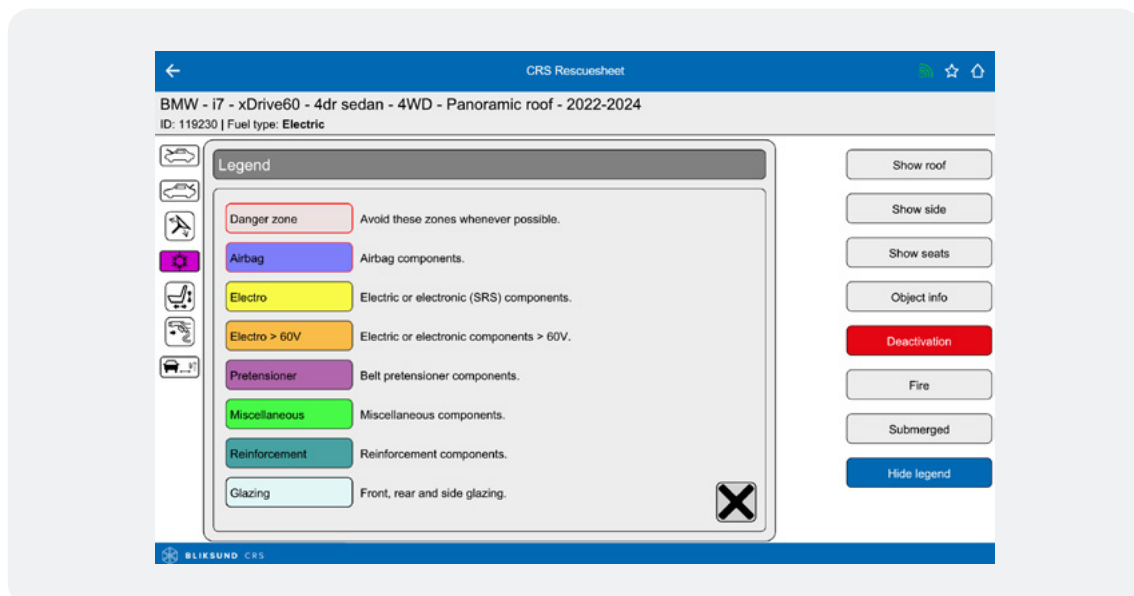 CRS Rescuesheet
BMW - i7 - xDrive60 - 4dr sedan - 4WD - Panoramic roof - 2022-2024
ID: 119230 | Fuel type: Electric
Legend
Danger zone Avoid these zones whenever possible.
Airbag Airbag components.
Electro Electric or electronic (SRS) components.
Electro > 60V Electric or electronic components > 60V.
Pretensioner Belt pretensioner components.
Miscellaneous Miscellaneous components.
Reinforcement Reinforcement components.
Glazing Front, rear and side glazing.
Show roof
Show side
Show seats
Object info
Deactivation
Fire
Submerged
Hide legend
BLIKSUND CRS